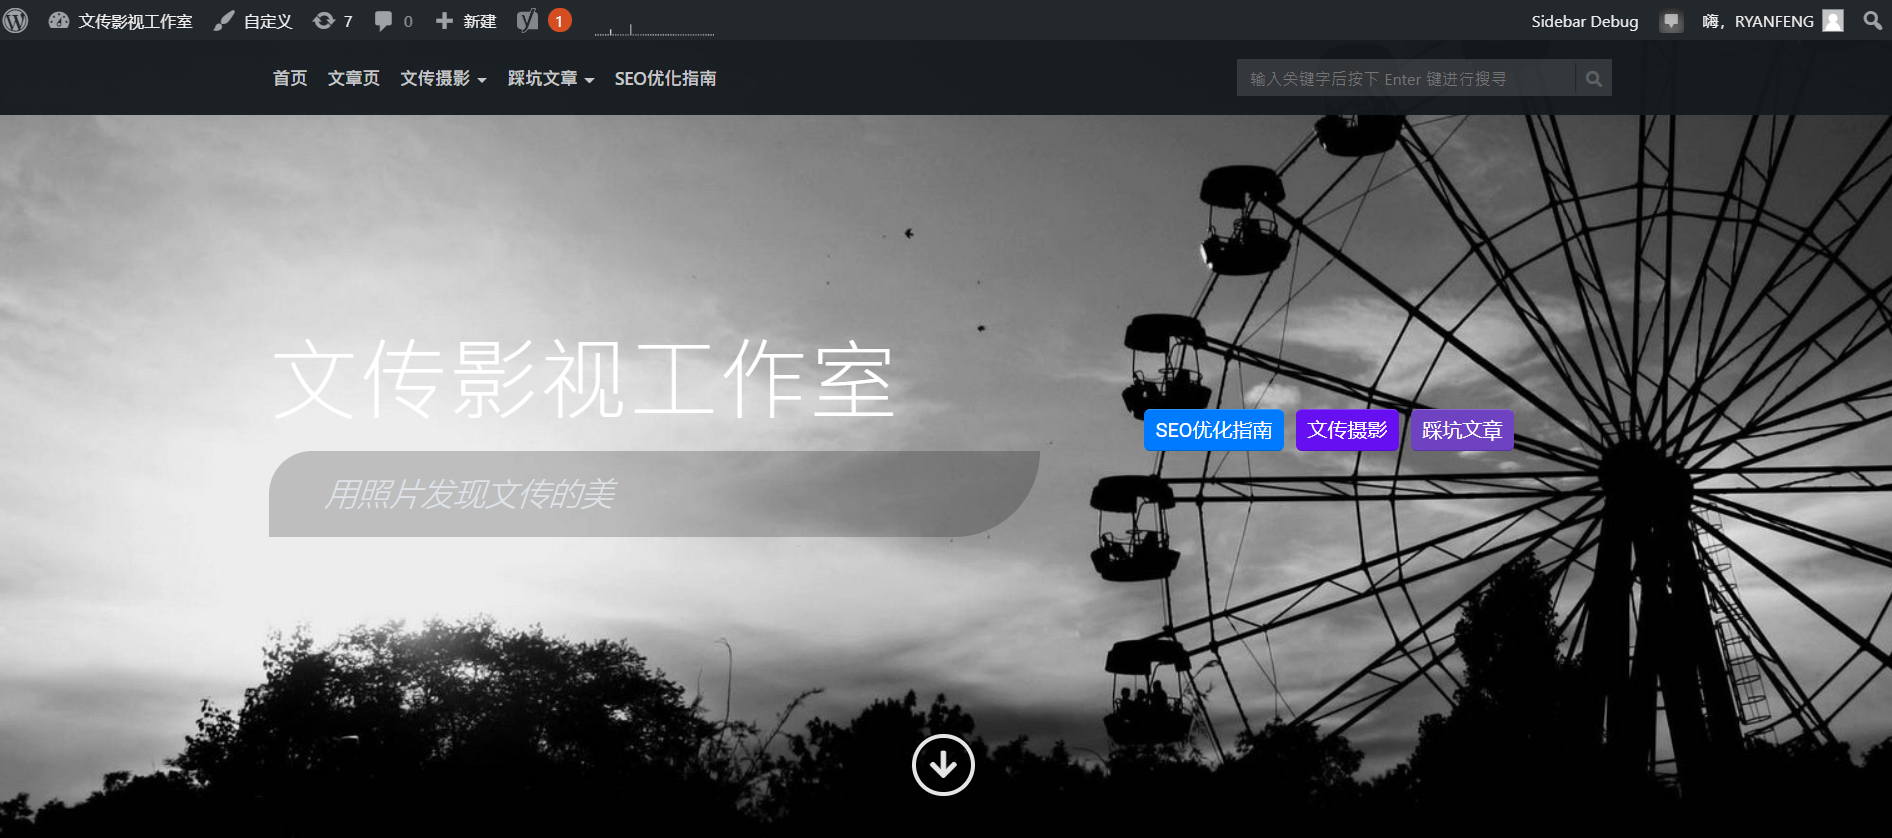 文传影视工作室 自定义 7 0 新建 1 Sidebar Debug 嗨，RYANFENG
首页 文章页 文传摄影 踩坑文章 SEO优化指南 输入关键字后按下 Enter 键进行搜寻
文传影视工作室
SEO优化指南 文传摄影 踩坑文章
用照片发现文传的美